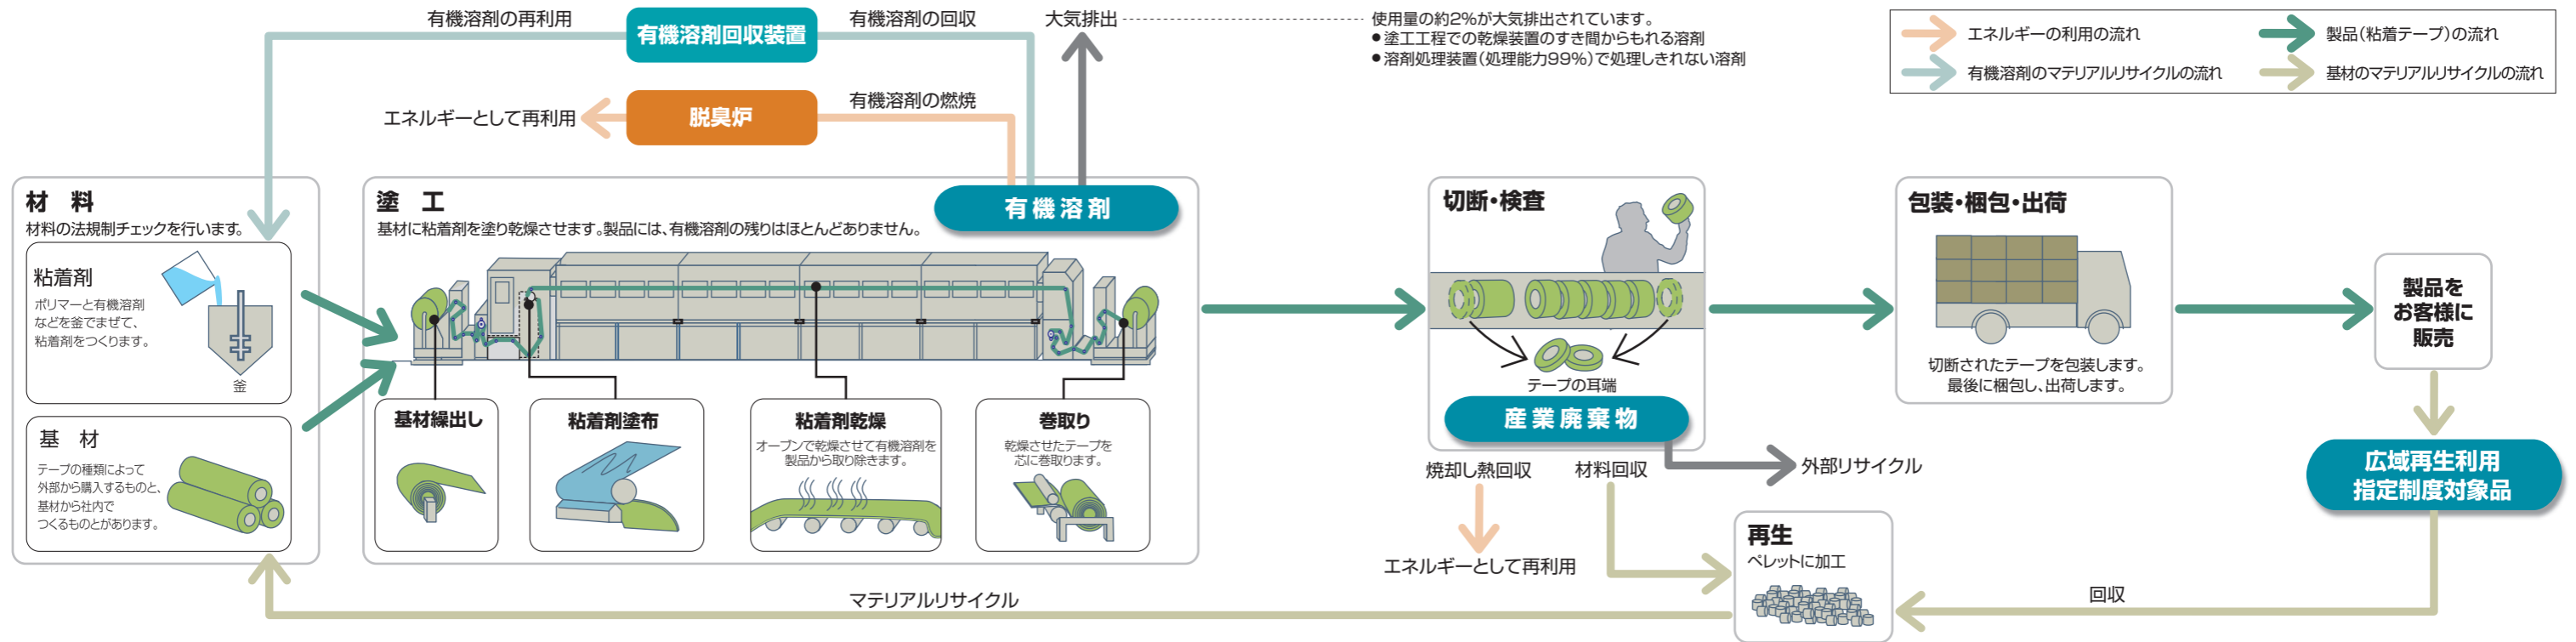 有機溶剤の再利用
有機溶剤回収装置
有機溶剤の回収
大気排出
使用量の約2%が大気排出されています。
●塗工工程での乾燥装置のすき間からもれる溶剤
●溶剤処理装置(処理能力99%)で処理しきれない溶剤
エネルギーの利用の流れ
製品(粘着テープ)の流れ
有機溶剤のマテリアルリサイクルの流れ
基材のマテリアルリサイクルの流れ
エネルギーとして再利用
脱臭炉
有機溶剤の燃焼
材 料
材料の法規制チェックを行います。
粘着剤
ポリマーと有機溶剤
などを釜でまぜて、
粘着剤をつくります。
釜
基 材
テープの種類によって
外部から購入するものと、
基材から社内で
つくるものとがあります。
塗 工
有機溶剤
基材に粘着剤を塗り乾燥させます。製品には、有機溶剤の残りはほとんどありません。
基材繰出し
粘着剤塗布
粘着剤乾燥
オーブンで乾燥させて有機溶剤を
製品から取り除きます。
巻取り
乾燥させたテープを
芯に巻取ります。
切断・検査
テープの耳端
産業廃棄物
焼却し熱回収
材料回収
外部リサイクル
エネルギーとして再利用
包装・梱包・出荷
切断されたテープを包装します。
最後に梱包し、出荷します。
製品を
お客様に
販売
広域再生利用
指定制度対象品
再生
ペレットに加工
回収
マテリアルリサイクル